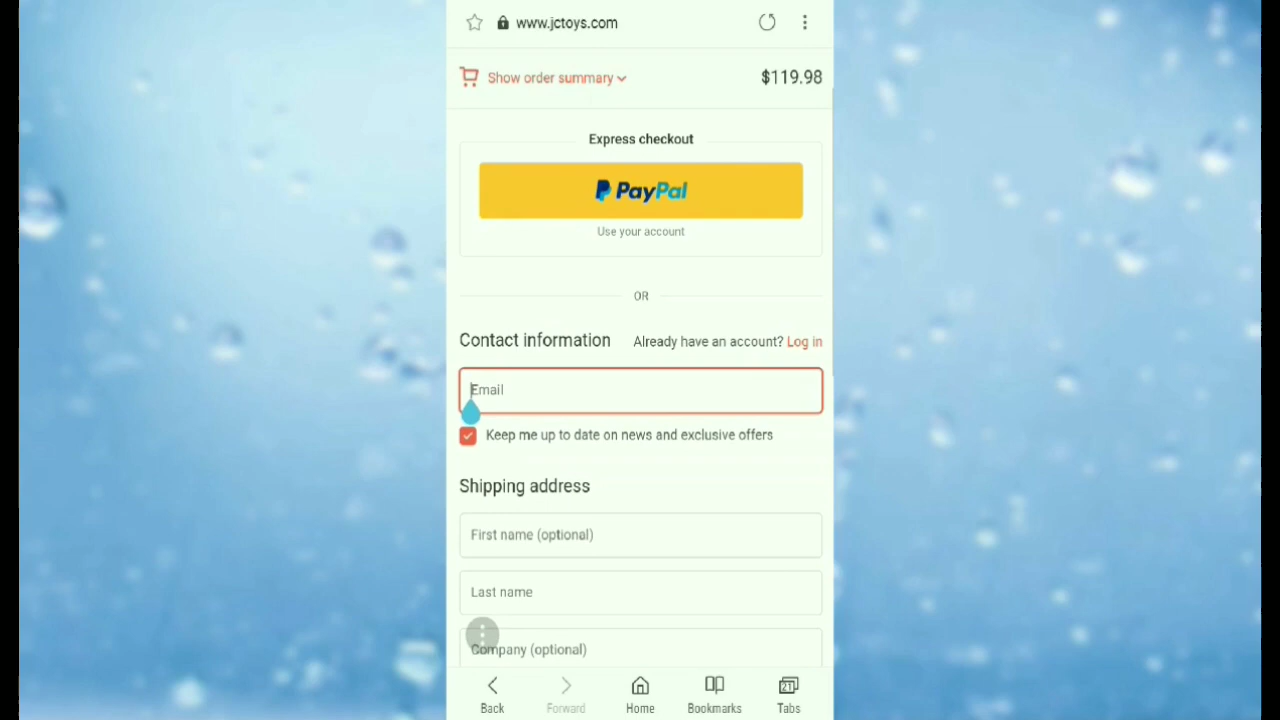 www.jctoys.com
Show order summary $119.98
Express checkout
PayPal
Use your account
OR
Contact information Already have an account? Log in
Email
Keep me up to date on news and exclusive offers
Shipping address
First name (optional)
Last name
Company (optional)
21
Back Forward Home Bookmarks Tabs